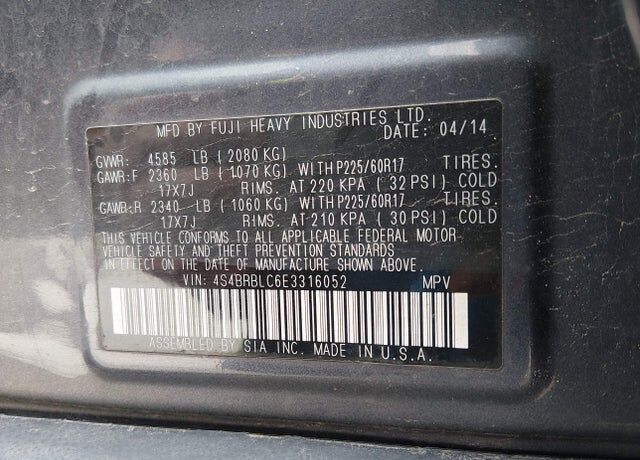 MFD BY FUJI HEAVY INDUSTRIES LTD.
DATE: 04/14
GVWR: 4585 LB (2080 KG)
GAWR:F 2360 LB (1070 KG) WITH P225/60R17 TIRES.
17X7J RIMS. AT 220 KPA (32 PSI) COLD
GAWR:R 2340 LB (1060 KG) WITH P225/60R17 TIRES.
17X7J RIMS. AT 210 KPA (30 PSI) COLD
THIS VEHICLE CONFORMS TO ALL APPLICABLE FEDERAL MOTOR
VEHICLE SAFETY AND THEFT PREVENTION STANDARDS
IN EFFECT ON THE DATE OF MANUFACTURE SHOWN ABOVE.
VIN: 4S4BRBLC6E3316052 MPV
ASSEMBLED BY SIA INC. MADE IN U.S.A.